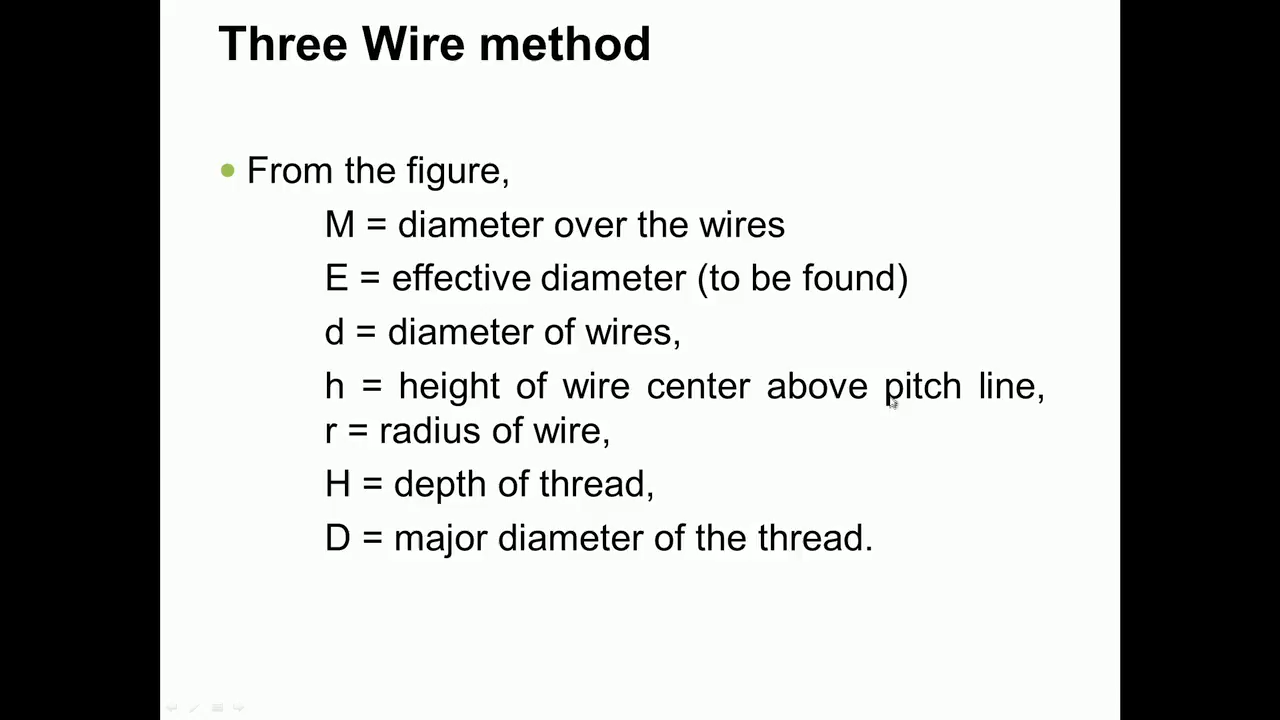 Three Wire method
• From the figure,
M = diameter over the wires
E = effective diameter (to be found)
d = diameter of wires,
h = height of wire center above pitch line,
r = radius of wire,
H = depth of thread,
D = major diameter of the thread.